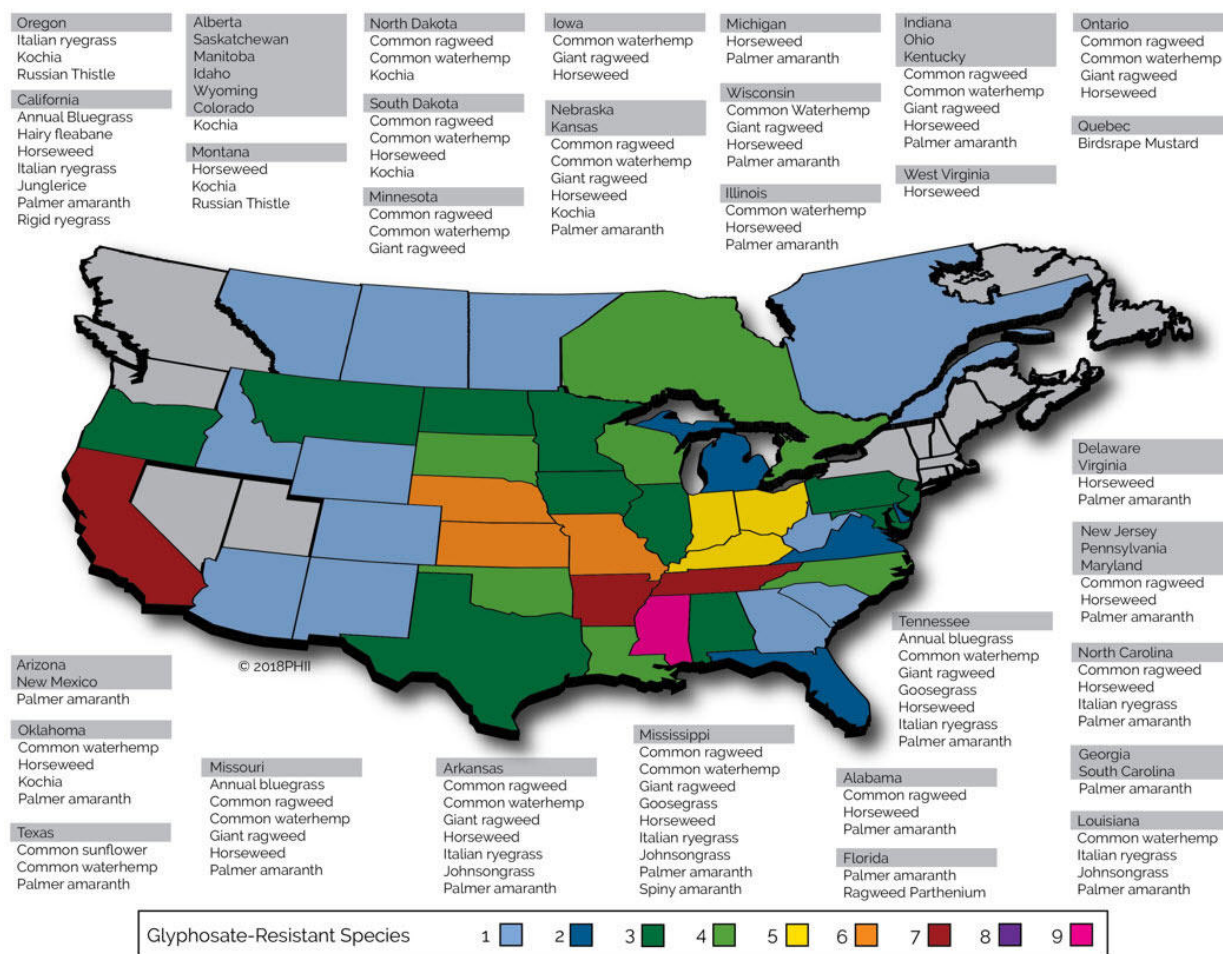 Oregon
Italian ryegrass
Kochia
Russian Thistle
California
Annual Bluegrass
Hairy fleabane
Horseweed
Italian ryegrass
Junglerice
Palmer amaranth
Rigid ryegrass
Alberta
Saskatchewan
Manitoba
Idaho
Wyoming
Colorado
Kochia
Montana
Horseweed
Kochia
Russian Thistle
North Dakota
Common ragweed
Common waterhemp
Kochia
South Dakota
Common ragweed
Common waterhemp
Horseweed
Kochia
Minnesota
Common ragweed
Common waterhemp
Giant ragweed
Iowa
Common waterhemp
Giant ragweed
Horseweed
Nebraska
Kansas
Common ragweed
Common waterhemp
Giant ragweed
Horseweed
Kochia
Palmer amaranth
Michigan
Horseweed
Palmer amaranth
Wisconsin
Common Waterhemp
Giant ragweed
Horseweed
Palmer amaranth
Illinois
Common waterhemp
Horseweed
Palmer amaranth
Indiana
Ohio
Kentucky
Common ragweed
Common waterhemp
Giant ragweed
Horseweed
Palmer amaranth
West Virginia
Horseweed
Ontario
Common ragweed
Common waterhemp
Giant ragweed
Horseweed
Quebec
Birdsrape Mustard
Delaware
Virginia
Horseweed
Palmer amaranth
New Jersey
Pennsylvania
Maryland
Common ragweed
Horseweed
Palmer amaranth
North Carolina
Common ragweed
Horseweed
Italian ryegrass
Palmer amaranth
Georgia
South Carolina
Palmer amaranth
Louisiana
Common waterhemp
Italian ryegrass
Johnsongrass
Palmer amaranth
© 2018PHII
Arizona
New Mexico
Palmer amaranth
Oklahoma
Common waterhemp
Horseweed
Kochia
Palmer amaranth
Texas
Common sunflower
Common waterhemp
Palmer amaranth
Missouri
Annual bluegrass
Common ragweed
Common waterhemp
Giant ragweed
Horseweed
Palmer amaranth
Arkansas
Common ragweed
Common waterhemp
Giant ragweed
Horseweed
Italian ryegrass
Johnsongrass
Palmer amaranth
Mississippi
Common ragweed
Common waterhemp
Giant ragweed
Goosegrass
Horseweed
Italian ryegrass
Johnsongrass
Palmer amaranth
Spiny amaranth
Tennessee
Annual bluegrass
Common waterhemp
Giant ragweed
Goosegrass
Horseweed
Italian ryegrass
Palmer amaranth
Alabama
Common ragweed
Horseweed
Palmer amaranth
Florida
Palmer amaranth
Ragweed Parthenium
Glyphosate-Resistant Species 1 2 3 4 5 6 7 8 9